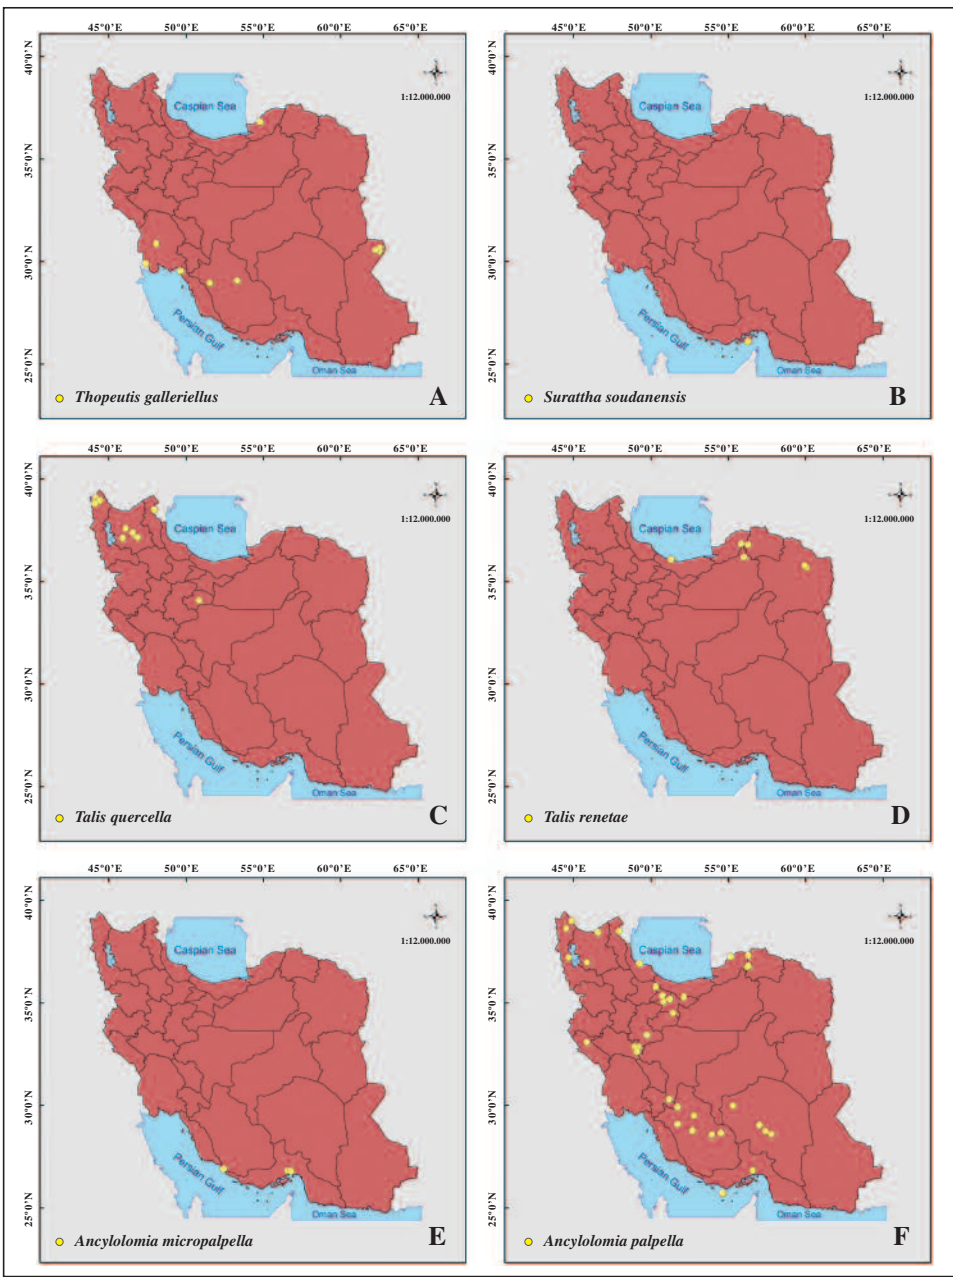 45°0'E 50°0'E 55°0'E 60°0'E 65°0'E
40°0'N
35°0'N
30°0'N
25°0'N
1:12.000.000
Caspian Sea
Persian Gulf
Oman Sea
Thopeutis galleriellus A
45°0'E 50°0'E 55°0'E 60°0'E 65°0'E
40°0'N
35°0'N
30°0'N
25°0'N
1:12.000.000
Caspian Sea
Persian Gulf
Oman Sea
Surattha soudanensis B
45°0'E 50°0'E 55°0'E 60°0'E 65°0'E
40°0'N
35°0'N
30°0'N
25°0'N
1:12.000.000
Caspian Sea
Persian Gulf
Oman Sea
Talis quercella C
45°0'E 50°0'E 55°0'E 60°0'E 65°0'E
40°0'N
35°0'N
30°0'N
25°0'N
1:12.000.000
Caspian Sea
Persian Gulf
Oman Sea
Talis renetae D
45°0'E 50°0'E 55°0'E 60°0'E 65°0'E
40°0'N
35°0'N
30°0'N
25°0'N
1:12.000.000
Caspian Sea
Persian Gulf
Oman Sea
Ancylolomia micropalpella E
45°0'E 50°0'E 55°0'E 60°0'E 65°0'E
40°0'N
35°0'N
30°0'N
25°0'N
1:12.000.000
Caspian Sea
Persian Gulf
Oman Sea
Ancylolomia palpella F